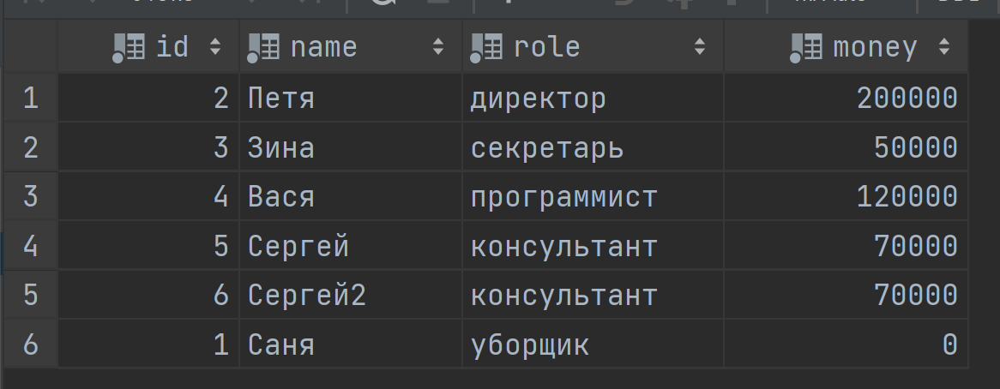 id name role money
1 2 Петя директор 200000
2 3 Зина секретарь 50000
3 4 Вася программист 120000
4 5 Сергей консультант 70000
5 6 Сергей2 консультант 70000
6 1 Саня уборщик 0